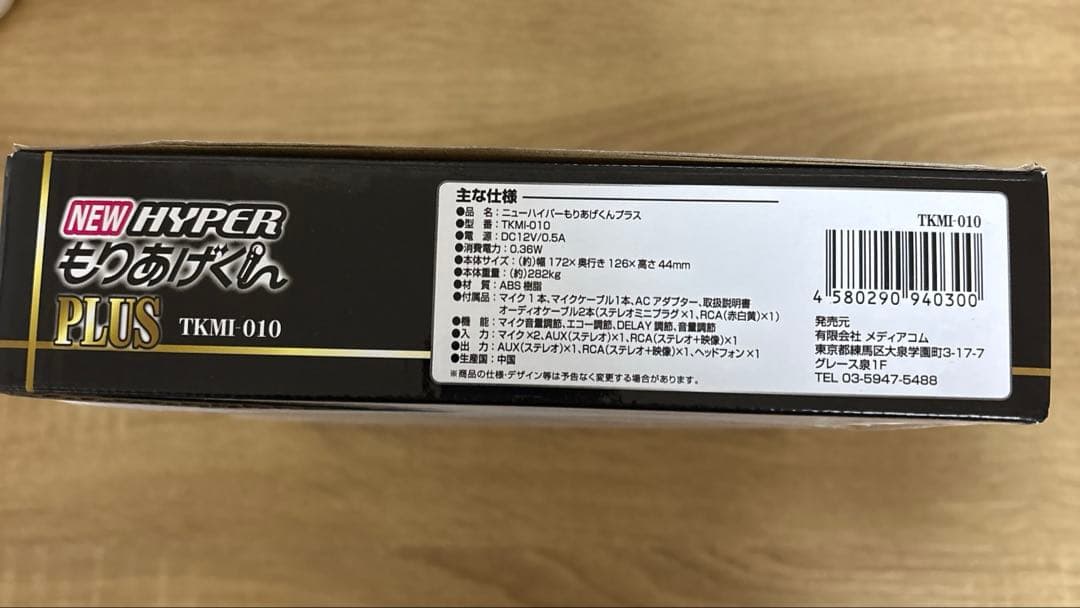 NEW HYPER
もりあげくん
PLUS TKMI-010
主な仕様
●品 名：ニューハイパーもりあげくんプラス
●型 番：TKMI-010
●電 源：DC12V/0.5A
●消費電力：0.36W
●本体サイズ：(約)幅 172×奥行き 126×高さ 44mm
●本体重量：(約)282kg
●材 質：ABS 樹脂
●付属品：マイク 1 本、マイクケーブル1本、AC アダプター、取扱説明書
オーディオケーブル2本(ステレオミニプラグ×1、RCA(赤白黄)×1)
●機 能：マイク音量調節、エコー調節、DELAY 調節、音量調節
●入 力：マイク×2、AUX(ステレオ)×1、RCA(ステレオ+映像)×1
●出 力：AUX(ステレオ)×1、RCA(ステレオ+映像)×1、ヘッドフォン×1
●生産国：中国
※商品の仕様・デザイン等は予告なく変更する場合があります。
TKMI-010
4 580290 940300
発売元
有限会社 メディアコム
東京都練馬区大泉学園町3-17-7
グレース泉1F
TEL 03-5947-5488